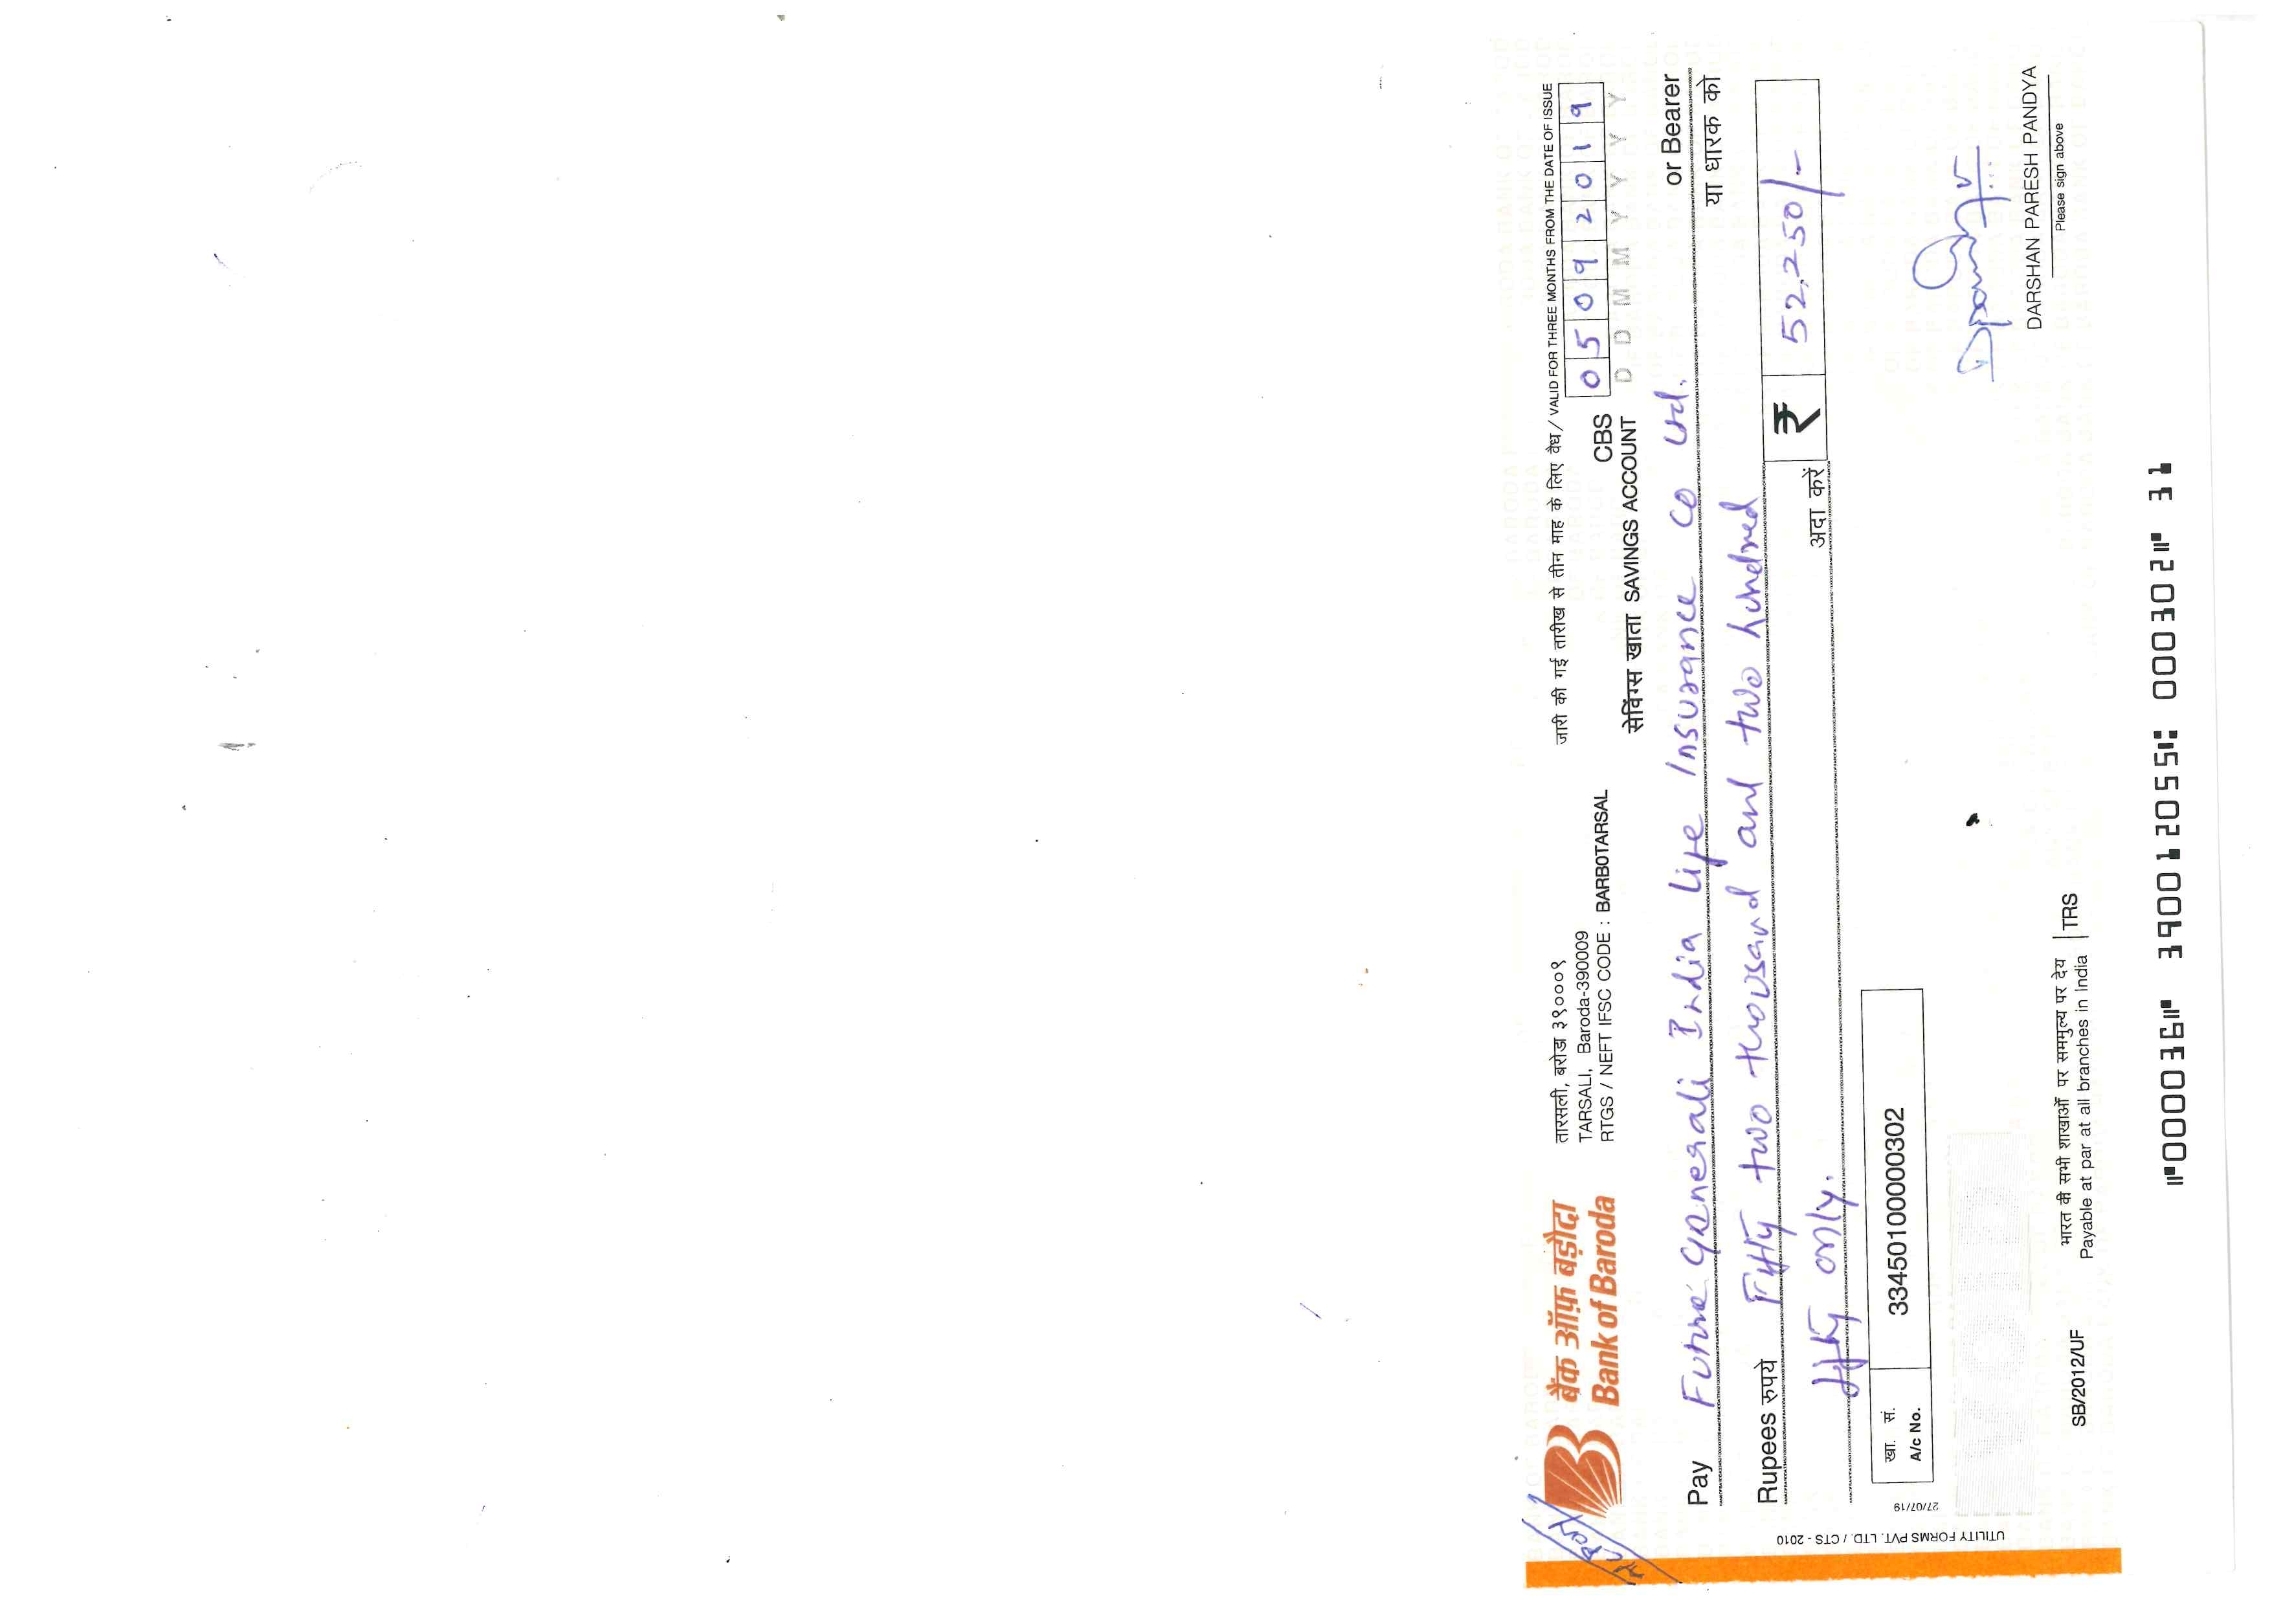 बैंक ऑफ़ बड़ौदा
Bank of Baroda
तारसली, बरोडा ३९०००९
TARSALI, Baroda-390009
RTGS / NEFT IFSC CODE : BARB0TARSAL
जारी की गई तारीख से तीन माह के लिए वैध / VALID FOR THREE MONTHS FROM THE DATE OF ISSUE
0 5 0 9 2 0 1 9
D D M M Y Y Y Y
CBS
सेविंग्स खाता SAVINGS ACCOUNT
Pay Future Generali India Life Insurance Co Ltd. or Bearer
या धारक को
Rupees रुपये Fifty two thousand and two hundred
fifty only. अदा करें
₹ 52,250/-
खा. सं.
A/c No.
33450100000302
DARSHAN PARESH PANDYA
Please sign above
SB/2012/UF
भारत की सभी शाखाओं पर सममुल्य पर देय
Payable at par at all branches in India
TRS
UTILITY FORMS PVT. LTD. / CTS - 2010
27/07/19
⑈000036⑈ 390012055⑆ 000302⑈ 31